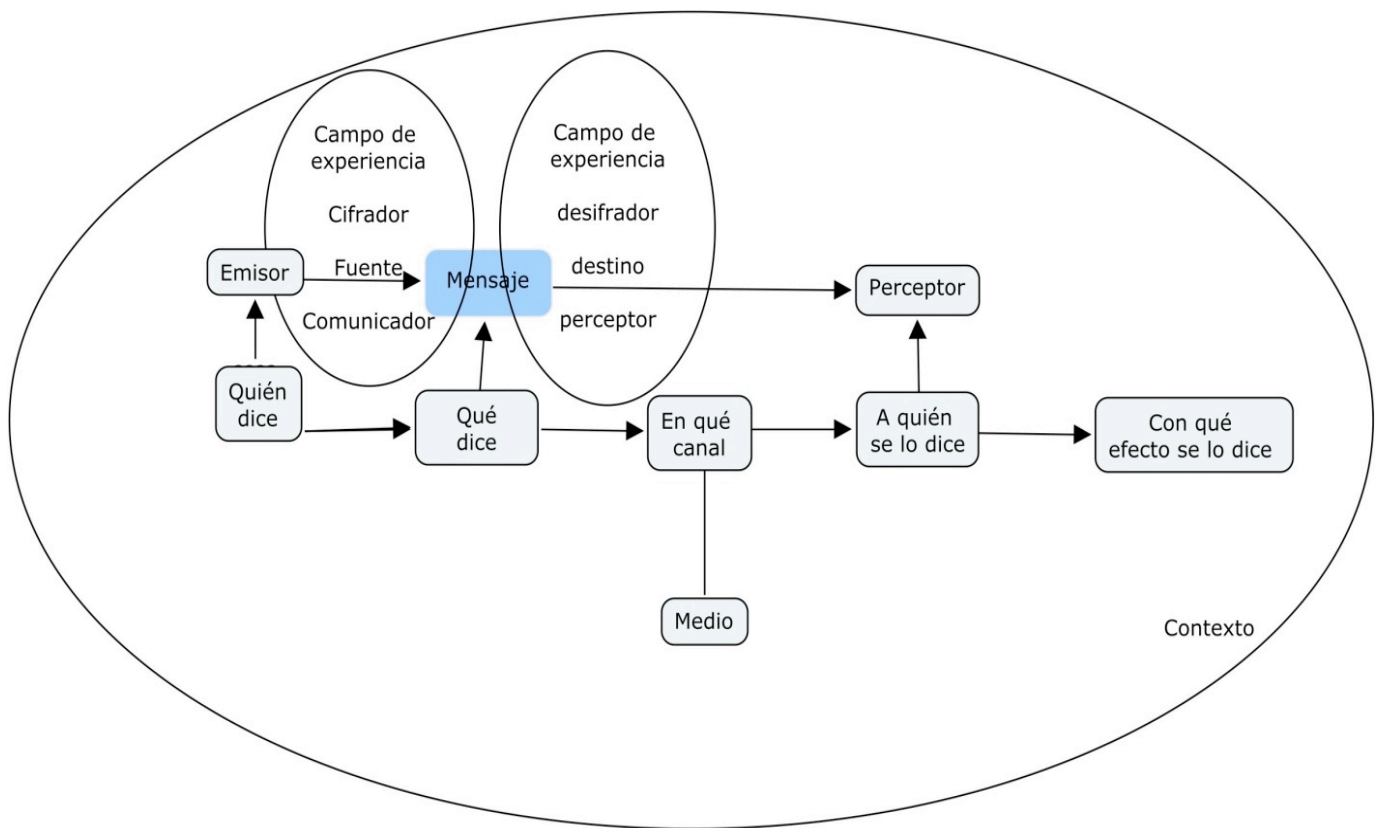 Campo de
experiencia
Cifrador
Fuente
Comunicador
Campo de
experiencia
desifrador
destino
perceptor
Emisor
Mensaje
Perceptor
Quién
dice
Qué
dice
En qué
canal
A quién
se lo dice
Con qué
efecto se lo dice
Medio
Contexto